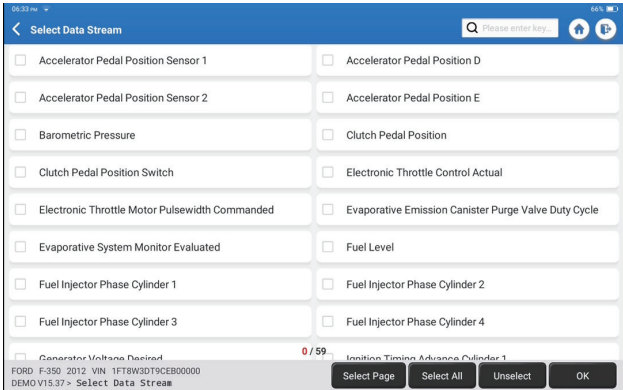 06:33 PM
66%
Select Data Stream
Please enter key...
Accelerator Pedal Position Sensor 1
Accelerator Pedal Position D
Accelerator Pedal Position Sensor 2
Accelerator Pedal Position E
Barometric Pressure
Clutch Pedal Position
Clutch Pedal Position Switch
Electronic Throttle Control Actual
Electronic Throttle Motor Pulsewidth Commanded
Evaporative Emission Canister Purge Valve Duty Cycle
Evaporative System Monitor Evaluated
Fuel Level
Fuel Injector Phase Cylinder 1
Fuel Injector Phase Cylinder 2
Fuel Injector Phase Cylinder 3
Fuel Injector Phase Cylinder 4
Generator Voltage Desired
0 / 59
Ignition Timing Advance Cylinder 1
FORD F-350 2012 VIN 1FT8W3DT9CEB00000
DEMO V15.37 > Select Data Stream
Select Page
Select All
Unselect
OK